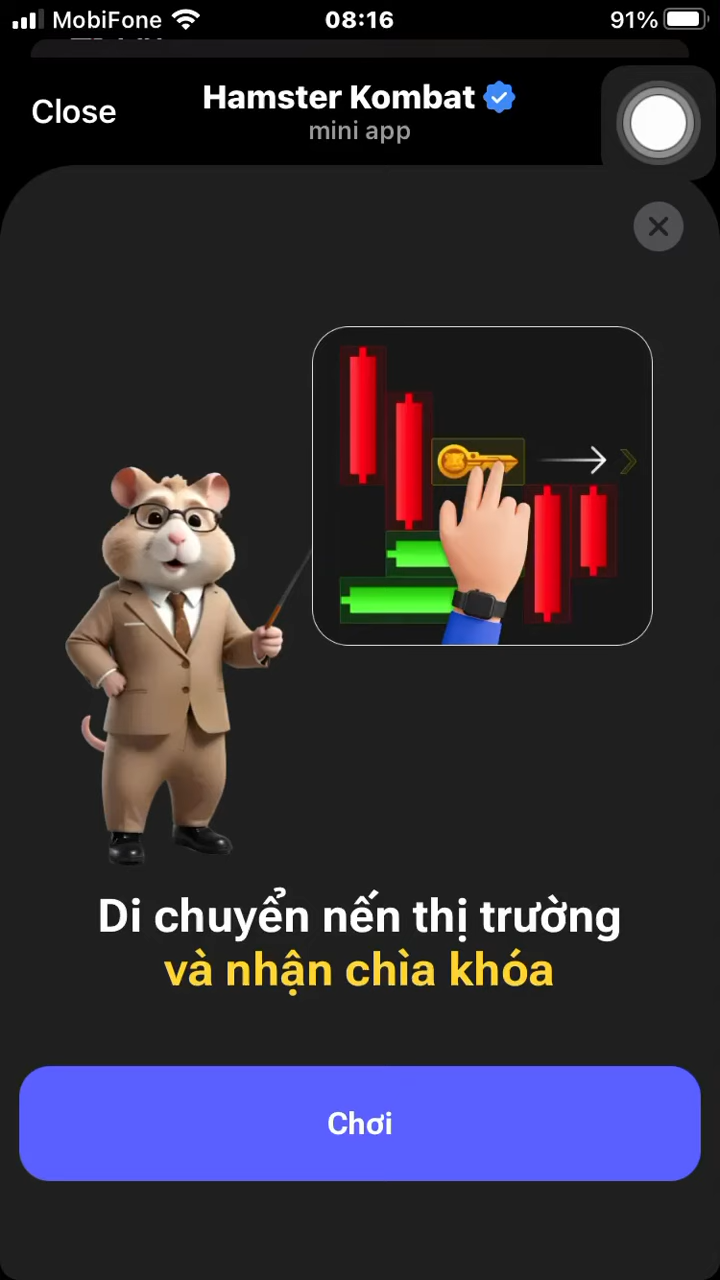 MobiFone 08:16 91%
Close
Hamster Kombat
mini app
Di chuyển nến thị trường
và nhận chìa khóa
Chơi